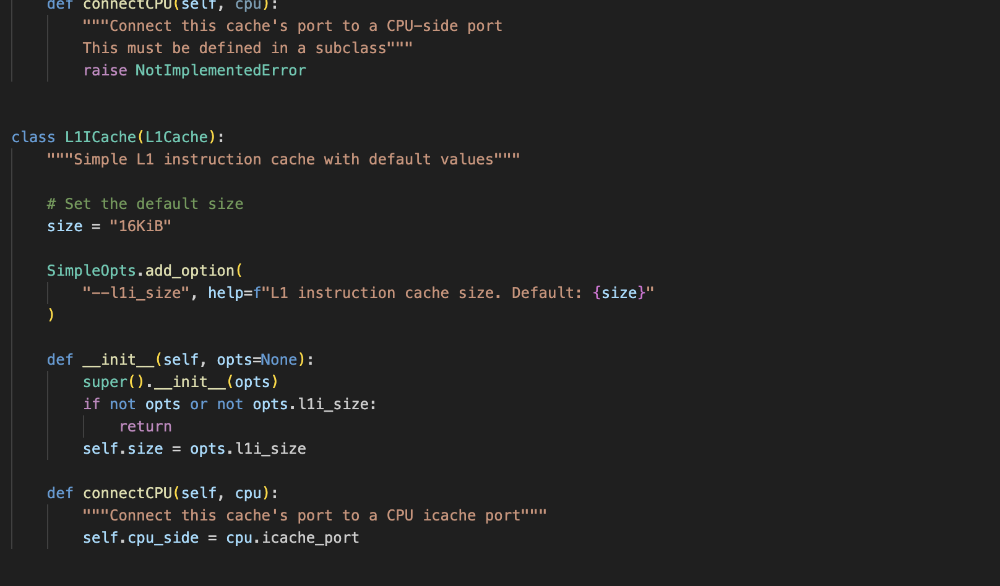 def connectCPU(self, cpu):
        """Connect this cache's port to a CPU-side port
        This must be defined in a subclass"""
        raise NotImplementedError


class L1ICache(L1Cache):
    """Simple L1 instruction cache with default values"""

    # Set the default size
    size = "16KiB"

    SimpleOpts.add_option(
        "--l1i_size", help=f"L1 instruction cache size. Default: {size}"
    )

    def __init__(self, opts=None):
        super().__init__(opts)
        if not opts or not opts.l1i_size:
            return
        self.size = opts.l1i_size

    def connectCPU(self, cpu):
        """Connect this cache's port to a CPU icache port"""
        self.cpu_side = cpu.icache_port